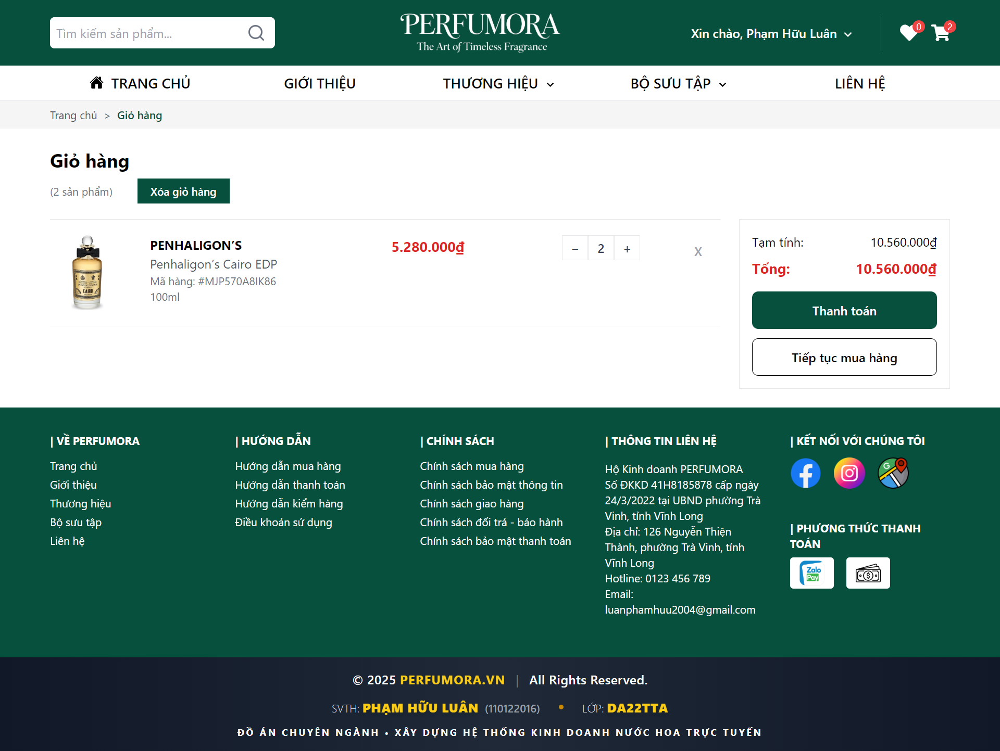 Tìm kiếm sản phẩm...
PERFUMORA
The Art of Timeless Fragrance
Xin chào, Phạm Hữu Luân
0
2
TRANG CHỦ
GIỚI THIỆU
THƯƠNG HIỆU
BỘ SƯU TẬP
LIÊN HỆ
Trang chủ > Giỏ hàng
Giỏ hàng
(2 sản phẩm)
Xóa giỏ hàng
PENHALIGON'S
CAIRO
PENHALIGON’S
Penhaligon’s Cairo EDP
Mã hàng: #MJP570A8IK86
100ml
5.280.000₫
– 2 +
X
Tạm tính: 10.560.000₫
Tổng: 10.560.000₫
Thanh toán
Tiếp tục mua hàng
| VỀ PERFUMORA
Trang chủ
Giới thiệu
Thương hiệu
Bộ sưu tập
Liên hệ
| HƯỚNG DẪN
Hướng dẫn mua hàng
Hướng dẫn thanh toán
Hướng dẫn kiểm hàng
Điều khoản sử dụng
| CHÍNH SÁCH
Chính sách mua hàng
Chính sách bảo mật thông tin
Chính sách giao hàng
Chính sách đổi trả - bảo hành
Chính sách bảo mật thanh toán
| THÔNG TIN LIÊN HỆ
Hộ Kinh doanh PERFUMORA
Số ĐKKD 41H8185878 cấp ngày
24/3/2022 tại UBND phường Trà
Vinh, tỉnh Vĩnh Long
Địa chỉ: 126 Nguyễn Thiện
Thành, phường Trà Vinh, tỉnh
Vĩnh Long
Hotline: 0123 456 789
Email:
luanphamhuu2004@gmail.com
| KẾT NỐI VỚI CHÚNG TÔI
G
| PHƯƠNG THỨC THANH
TOÁN
Zalo
Pay
© 2025 PERFUMORA.VN | All Rights Reserved.
SVTH: PHẠM HỮU LUÂN (110122016) • LỚP: DA22TTA
ĐỒ ÁN CHUYÊN NGÀNH • XÂY DỰNG HỆ THỐNG KINH DOANH NƯỚC HOA TRỰC TUYẾN